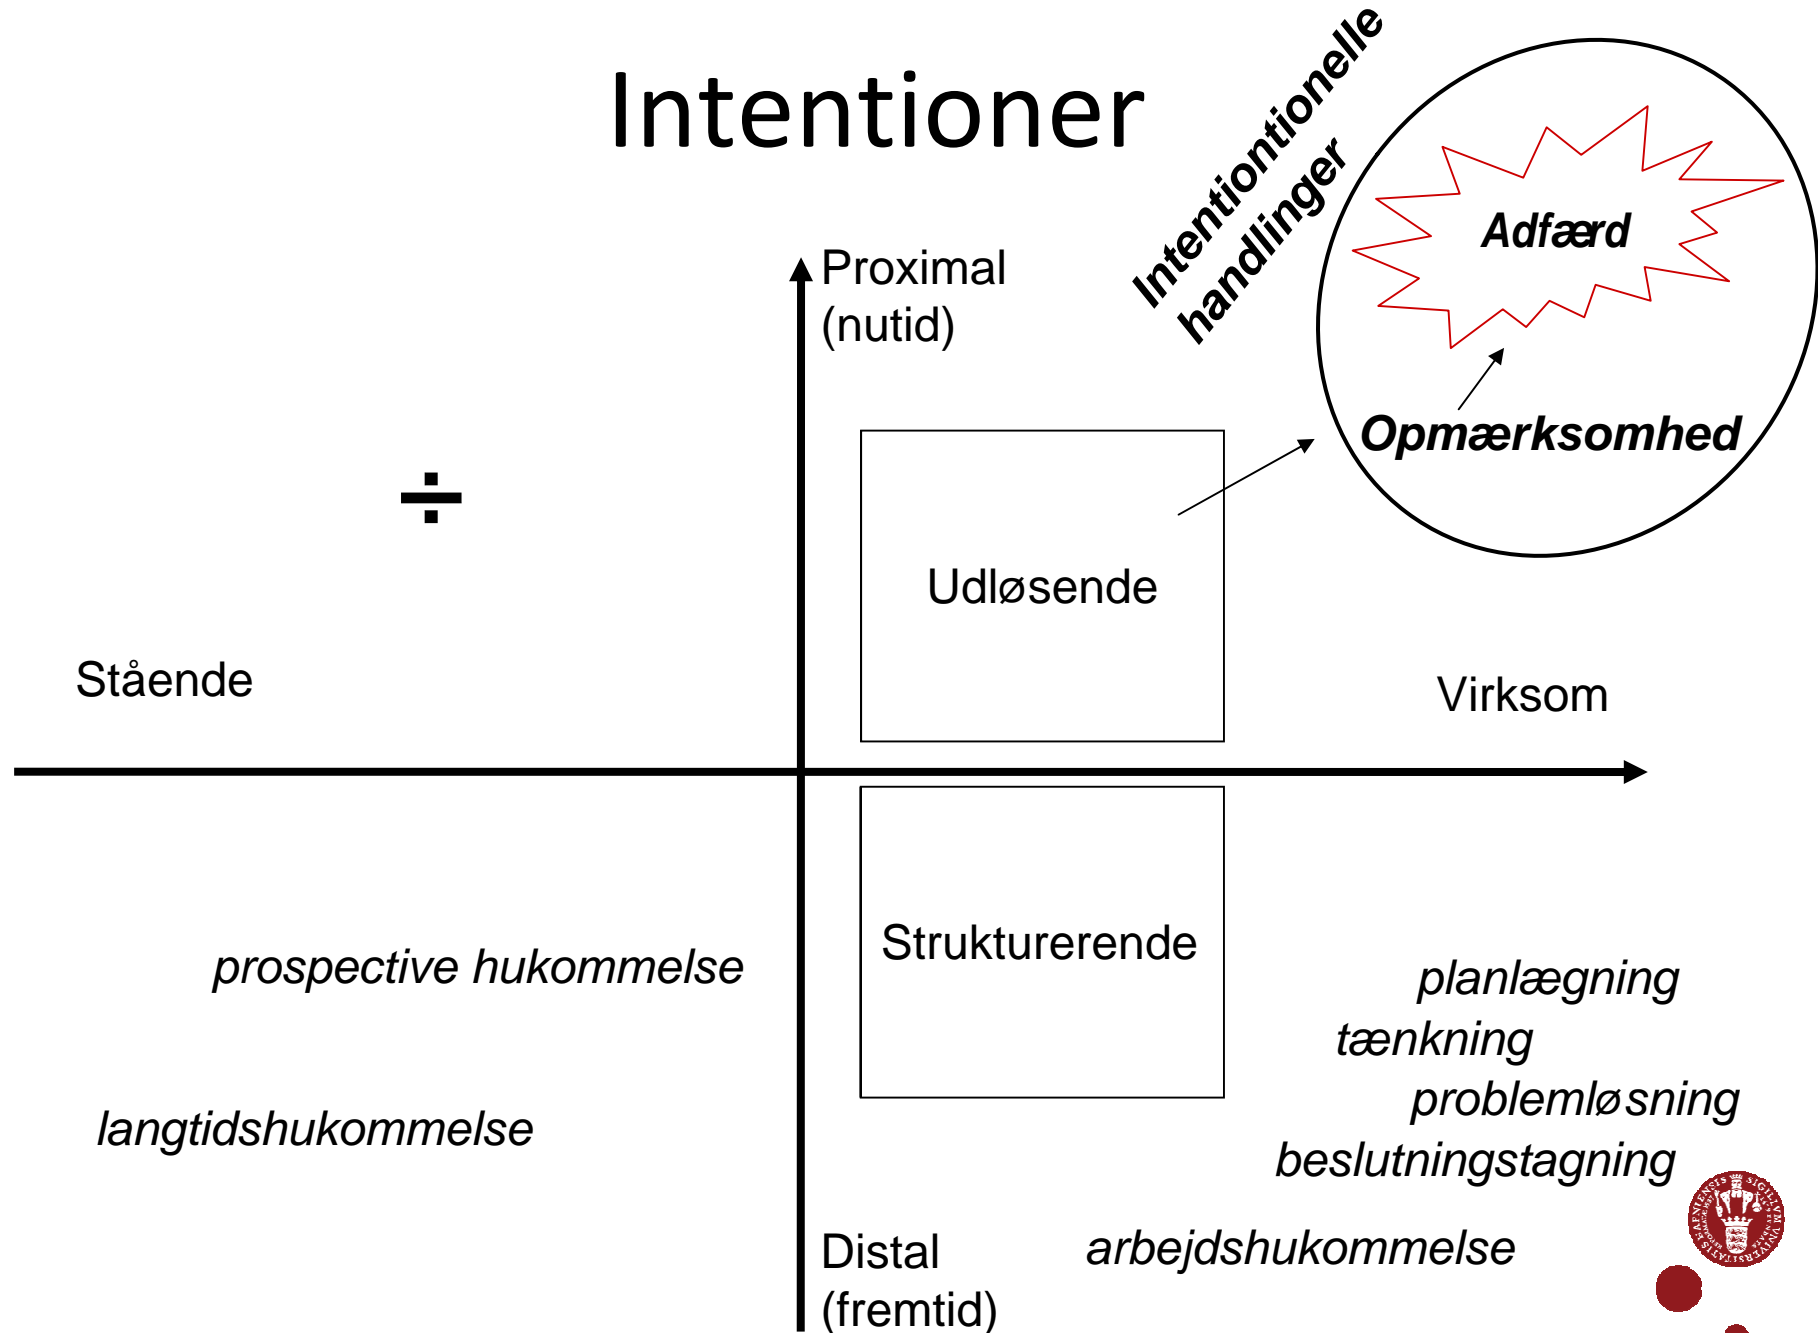 Intentioner
Intentiontionelle
handlinger
Adfærd
Opmærksomhed
Proximal
(nutid)
÷
Udløsende
Stående
Virksom
Strukturerende
prospective hukommelse
langtidshukommelse
planlægning
tænkning
problemløsning
beslutningstagning
arbejdshukommelse
Distal
(fremtid)